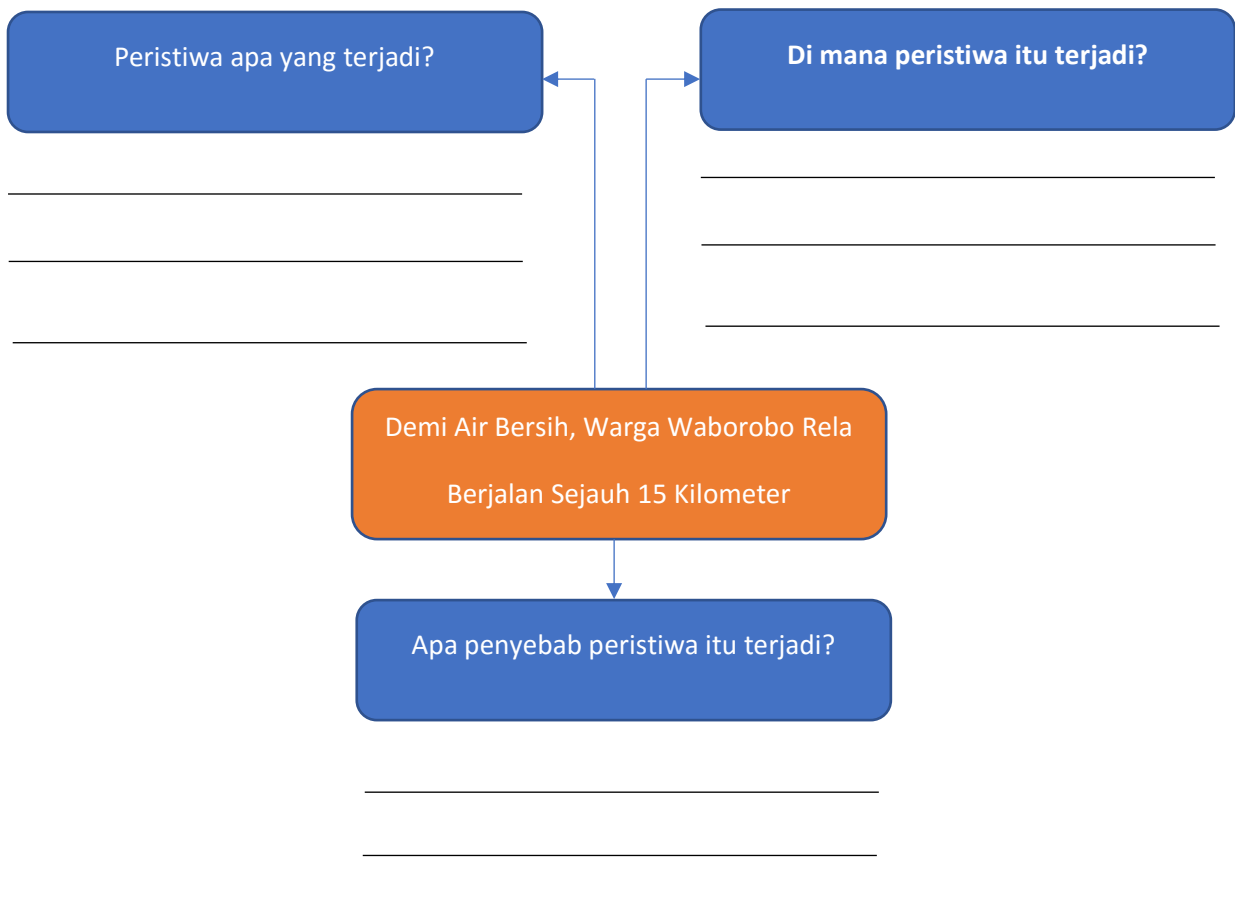 Peristiwa apa yang terjadi?
Di mana peristiwa itu terjadi?
Demi Air Bersih, Warga Waborobo Rela
Berjalan Sejauh 15 Kilometer
Apa penyebab peristiwa itu terjadi?